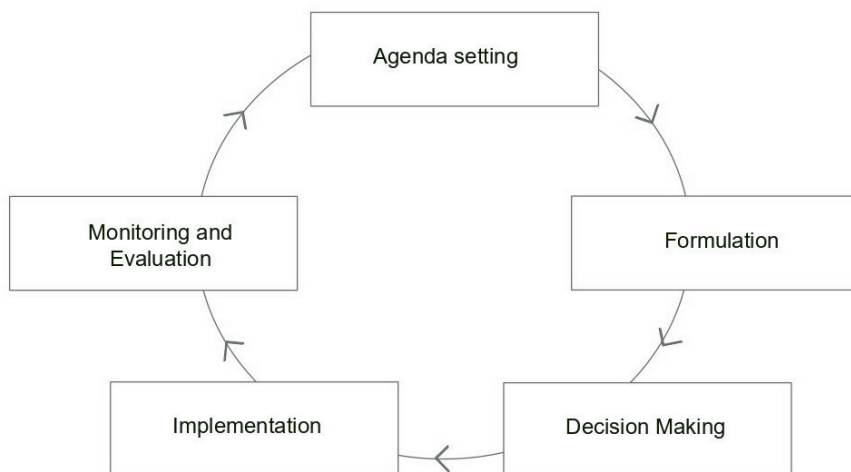 Agenda setting
Formulation
Decision Making
Implementation
Monitoring and
Evaluation